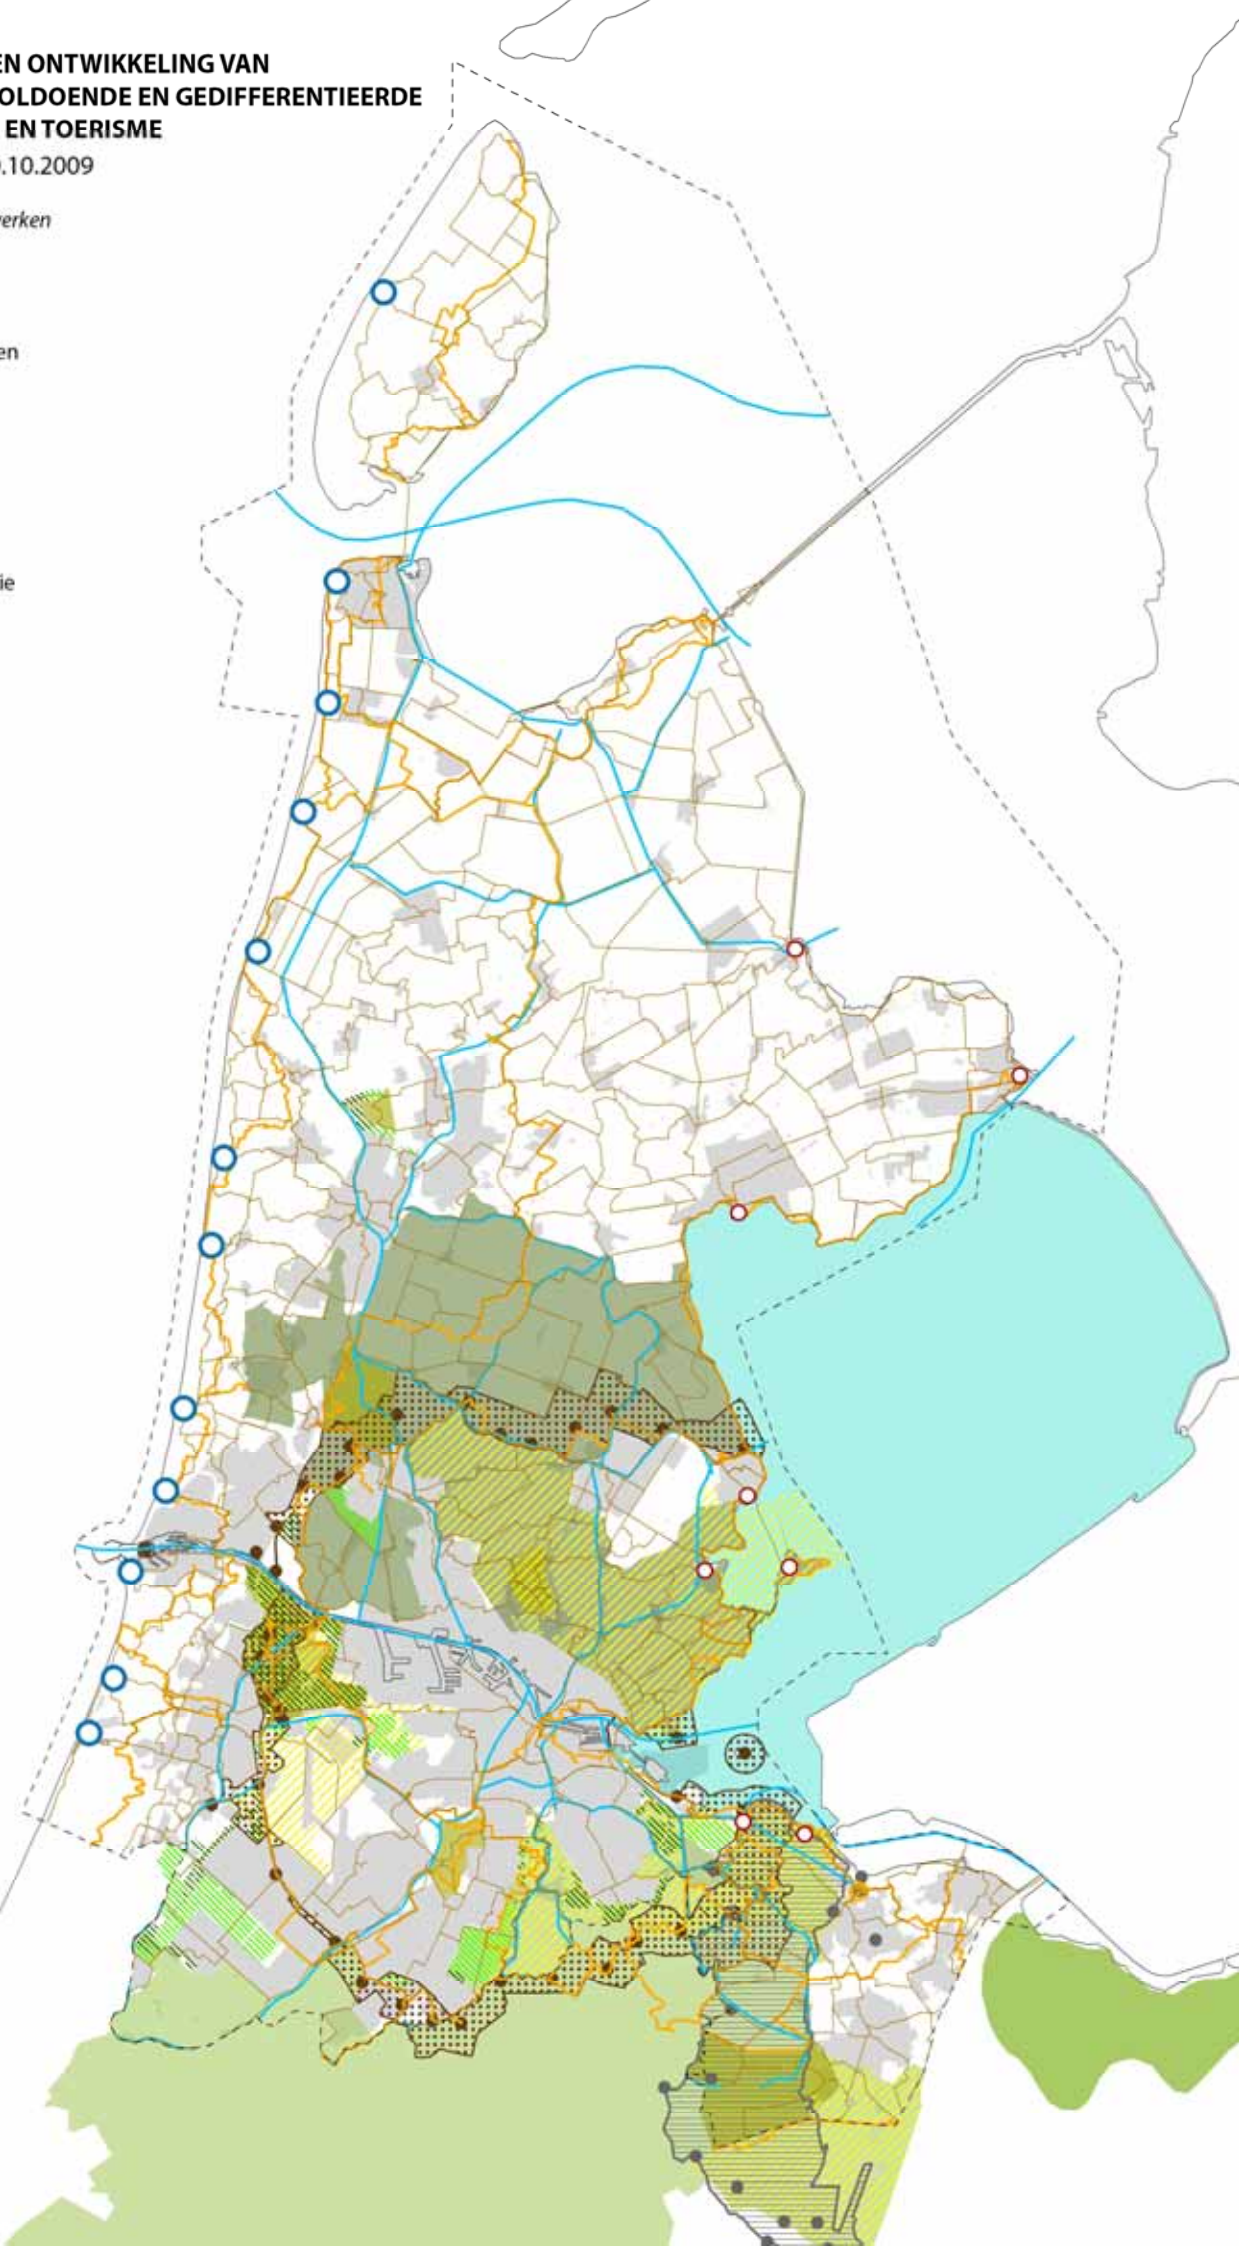 EN ONTWIKKELING VAN
OLDOENDE EN GEDIFFERENTIEERDE
EN TOERISME
.10.2009
erken
en
ie